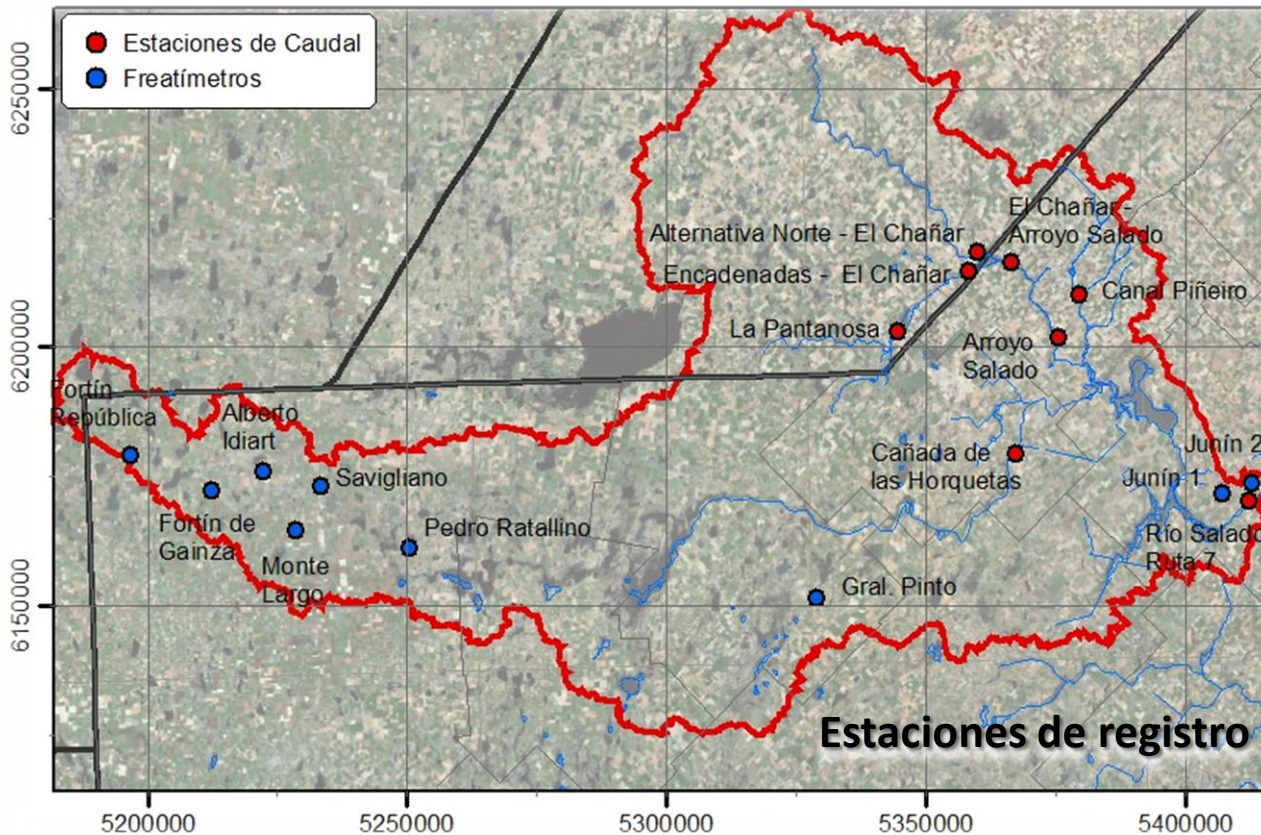 Estaciones de Caudal
Freatímetros
6250000
6200000
6150000
El Chañar -
Arroyo Salado
Alternativa Norte - El Chañar
Encadenadas - El Chañar
Canal Piñeiro
La Pantanosa
Arroyo
Salado
Fortín
República
Alberto
Idiart
Savigliano
Cañada de
las Horquetas
Junín 2
Junín 1
Fortín de
Gainza
Pedro Ratallino
Río Salado
Ruta 7
Monte
Largo
Gral. Pinto
Estaciones de registro
5200000
5250000
5300000
5350000
5400000